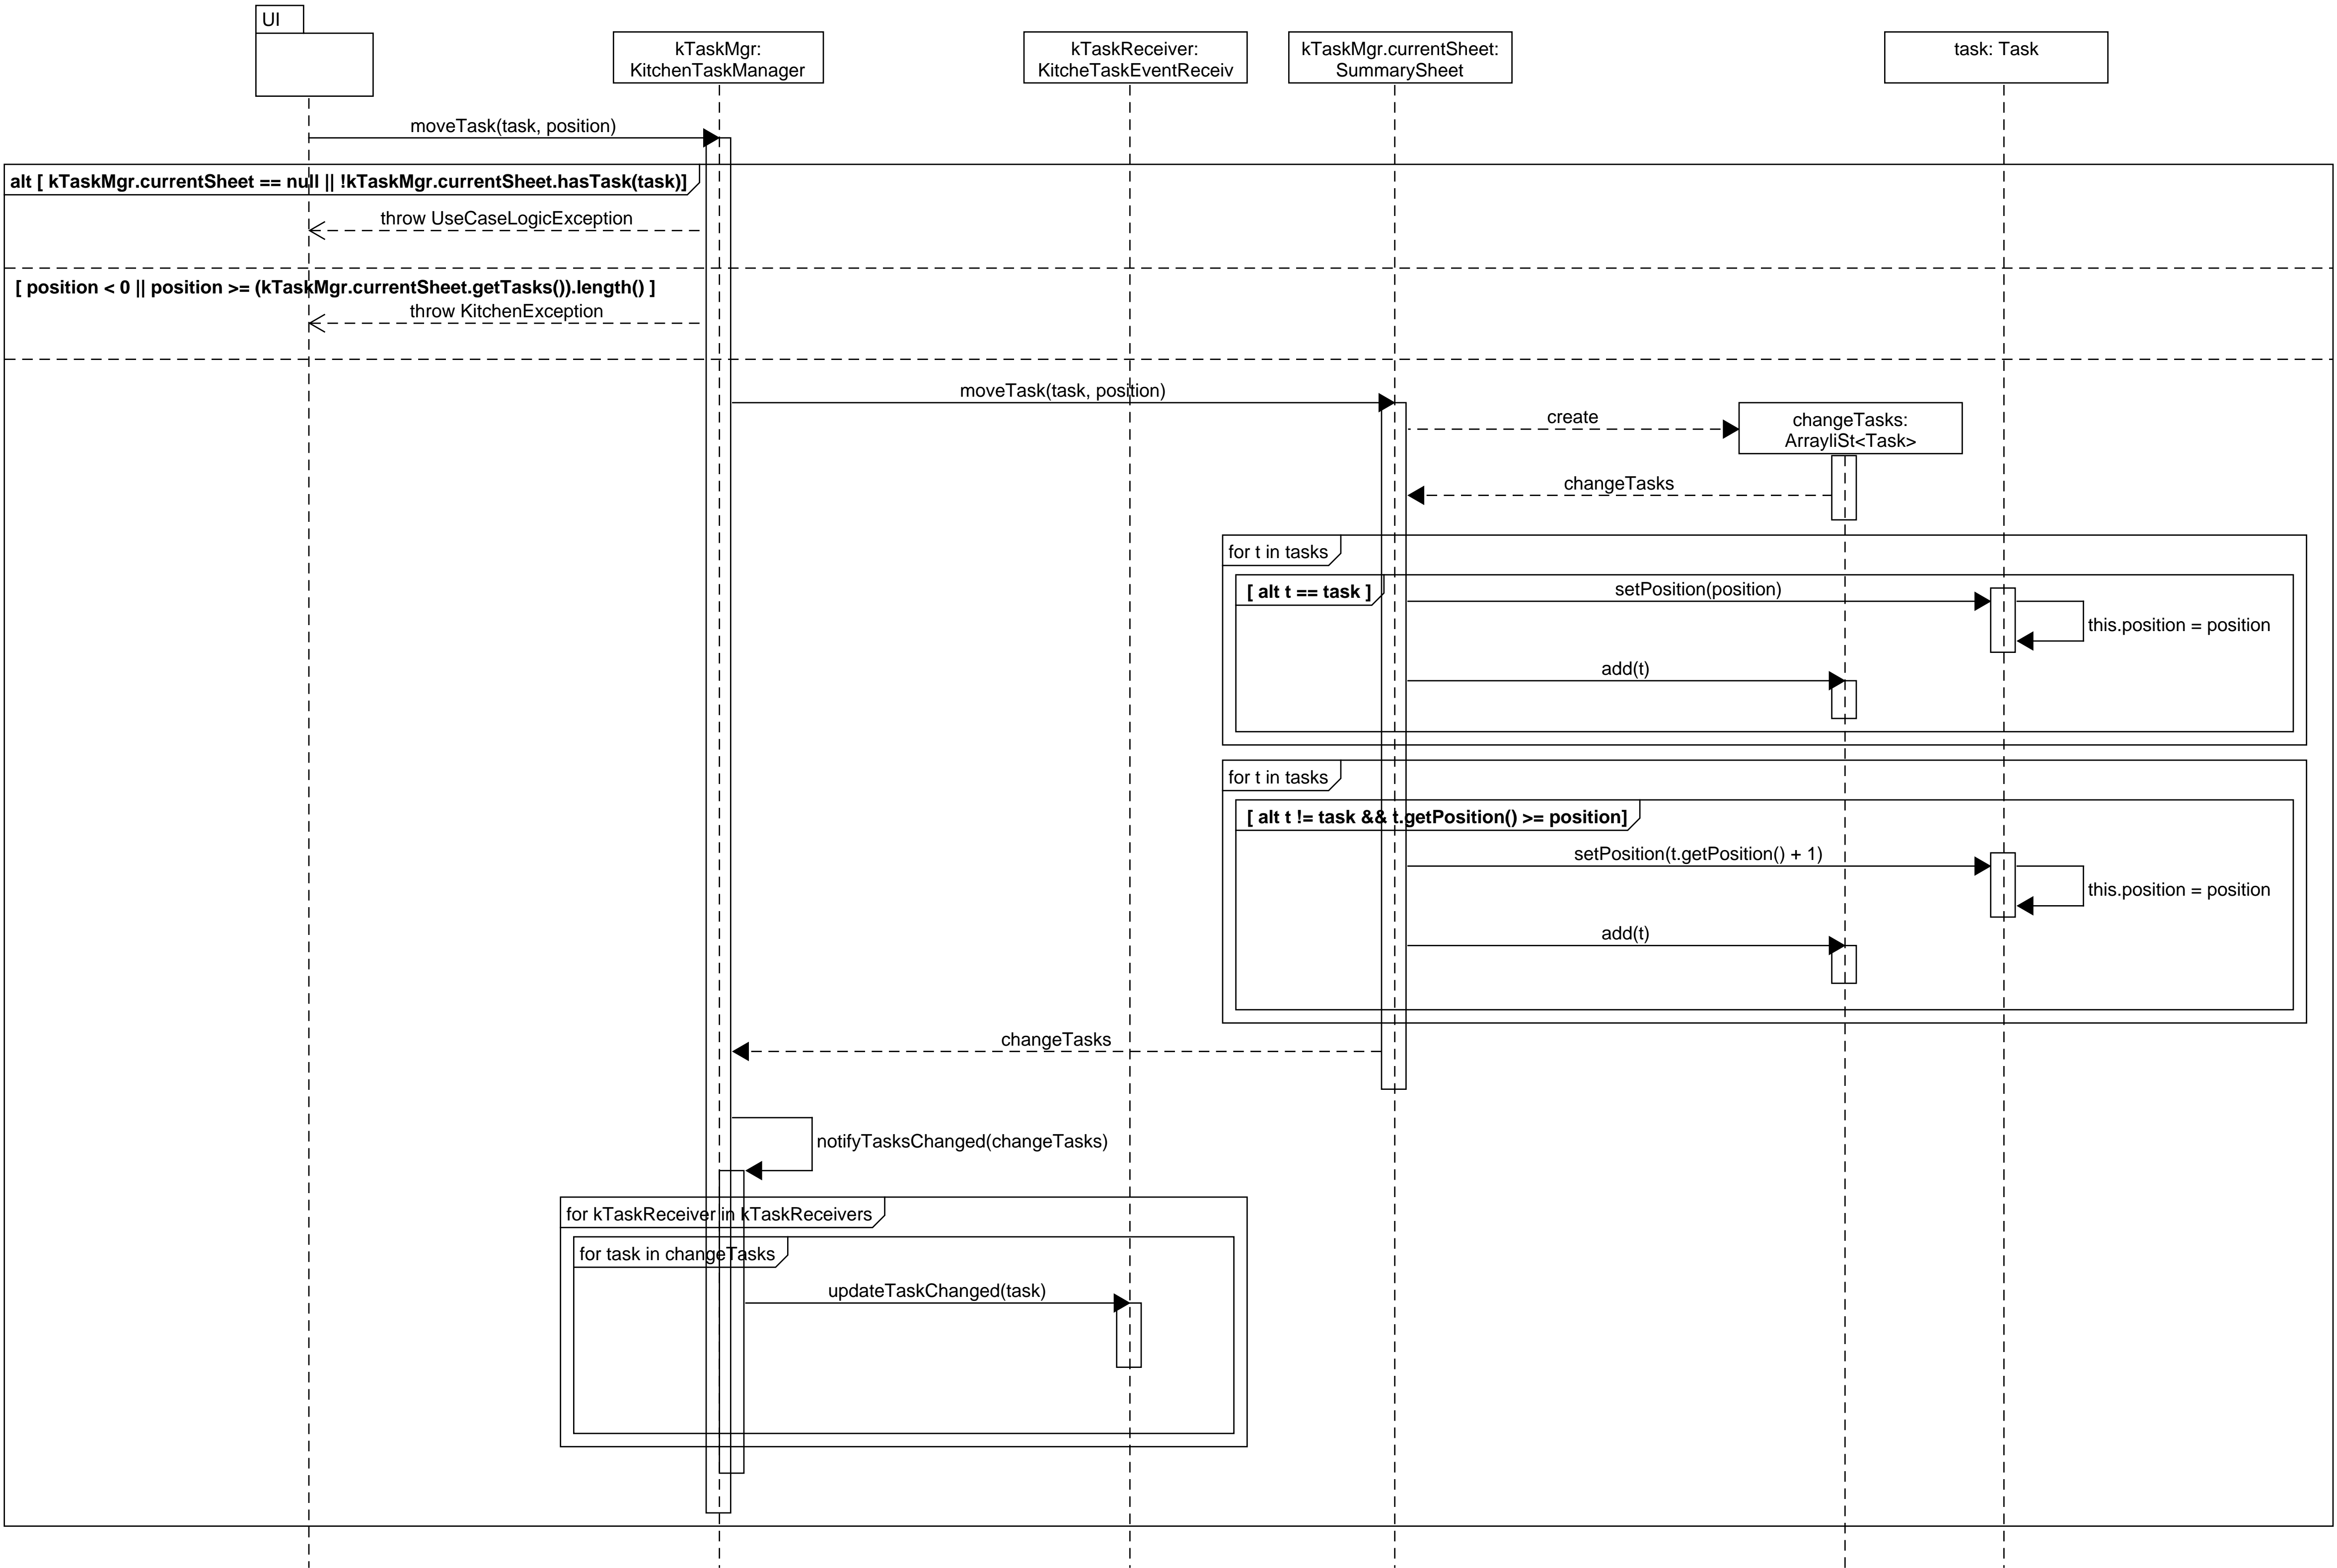 UI
kTaskMgr:
KitchenTaskManager
kTaskReceiver:
KitcheTaskEventReceiv
kTaskMgr.currentSheet:
SummarySheet
task: Task
moveTask(task, position)
alt [ kTaskMgr.currentSheet == null || !kTaskMgr.currentSheet.hasTask(task)]
throw UseCaseLogicException
[ position < 0 || position >= (kTaskMgr.currentSheet.getTasks()).length() ]
throw KitchenException
moveTask(task, position)
create
changeTasks:
ArrayliSt<Task>
changeTasks
for t in tasks
[ alt t == task ]
setPosition(position)
this.position = position
add(t)
for t in tasks
[ alt t != task && t.getPosition() >= position]
setPosition(t.getPosition() + 1)
this.position = position
add(t)
changeTasks
notifyTasksChanged(changeTasks)
for kTaskReceiver in kTaskReceivers
for task in changeTasks
updateTaskChanged(task)